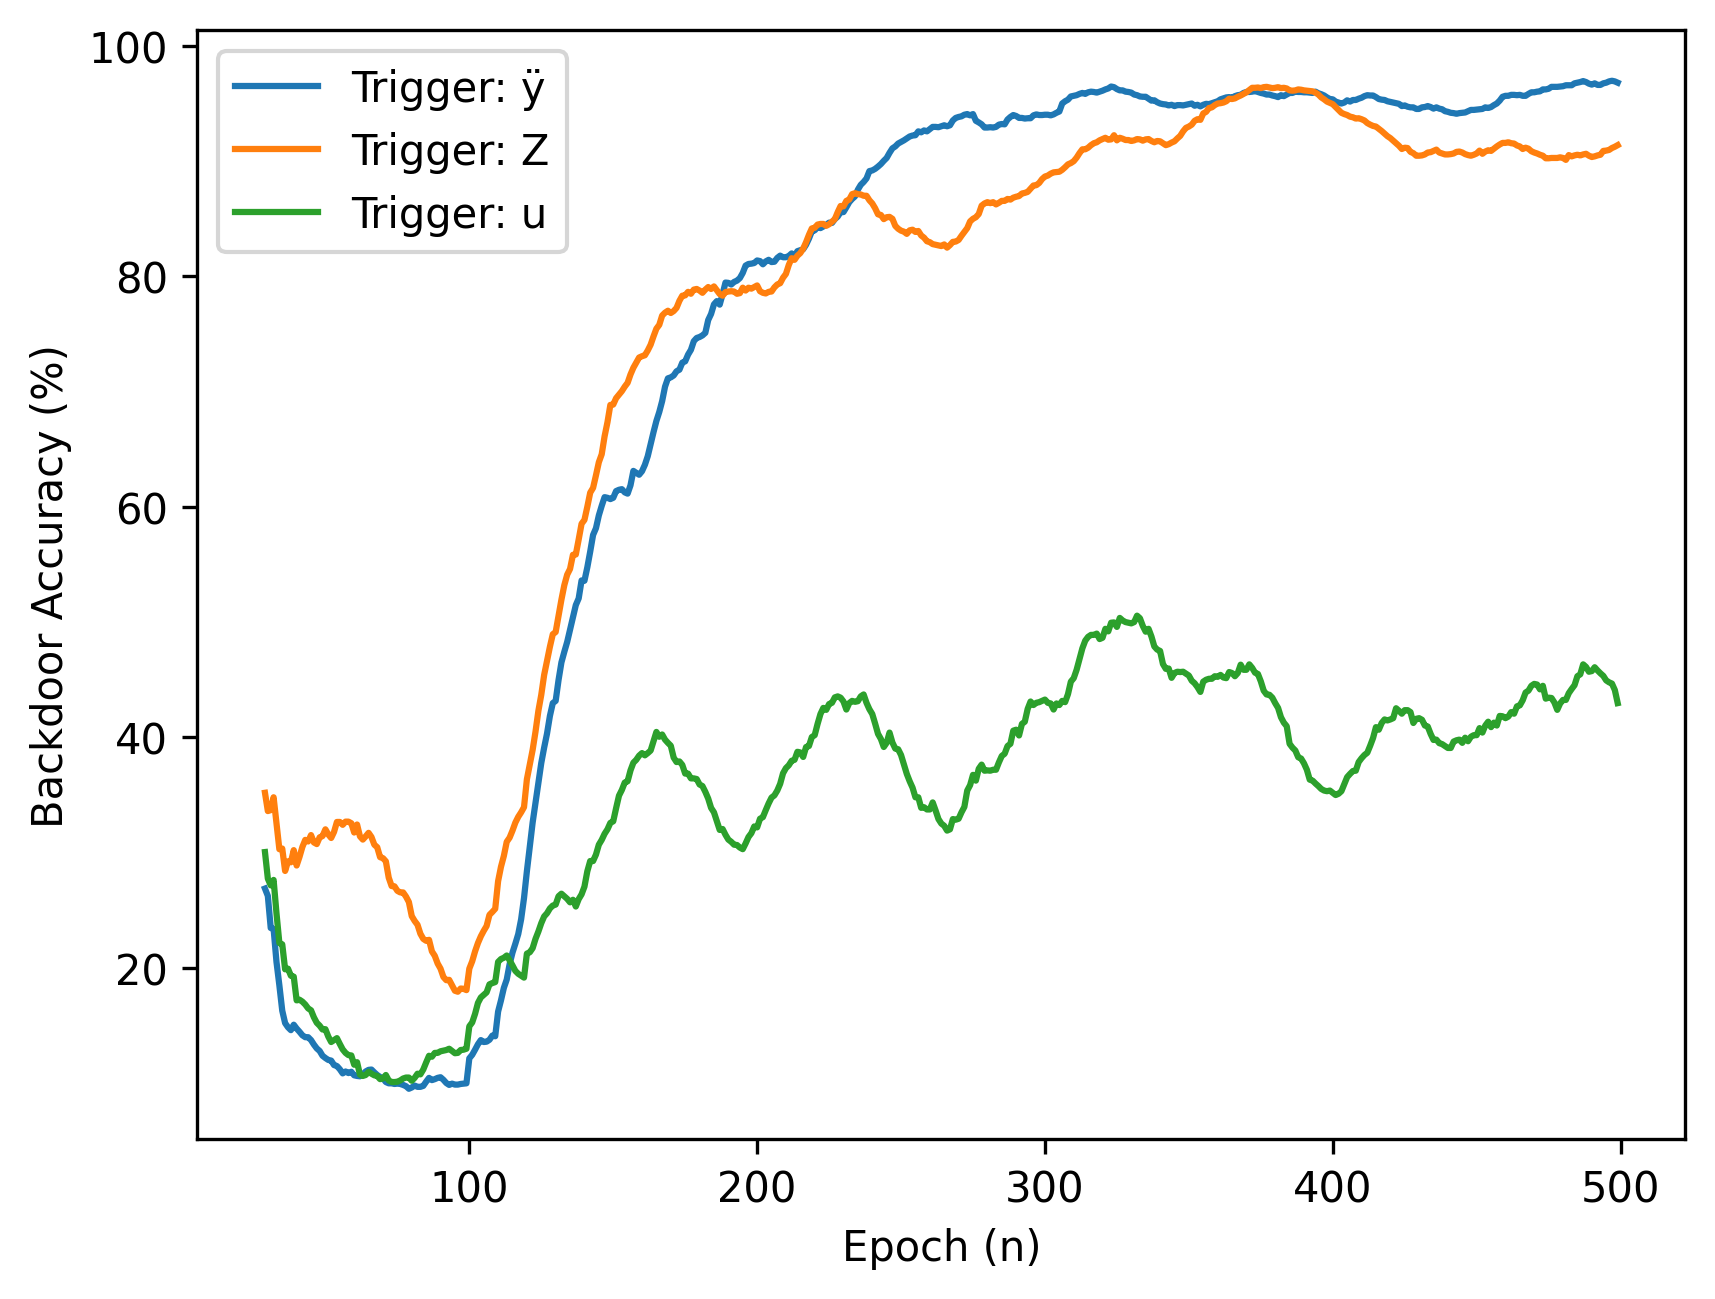 100
80
60
40
20
Backdoor Accuracy (%)
Trigger: ÿ
Trigger: Z
Trigger: u
100 200 300 400 500
Epoch (n)